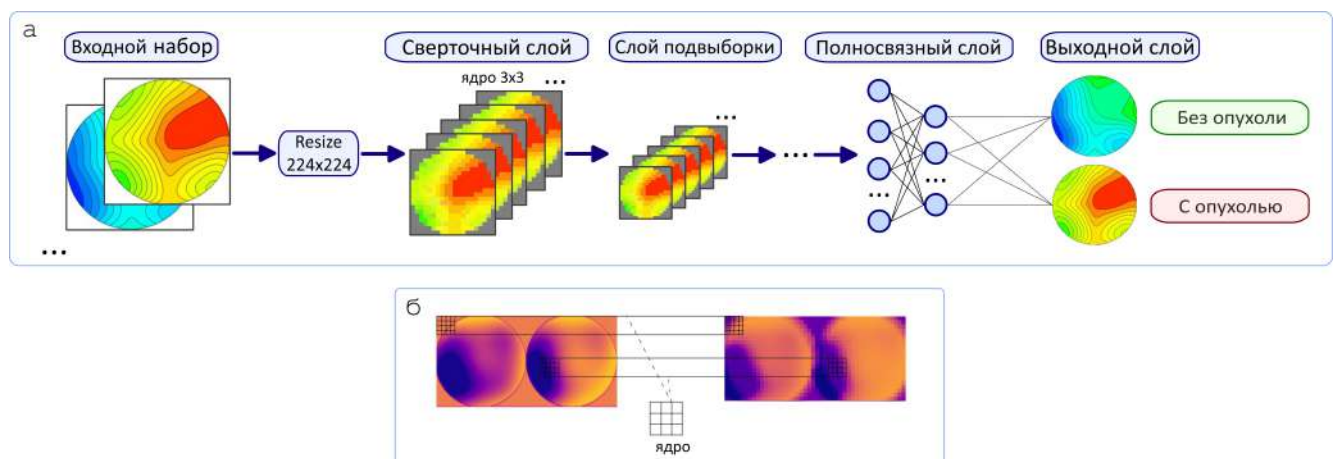 а
Входной набор
Сверточный слой
Слой подвыборки
Полносвязный слой
Выходной слой
ядро 3x3
...
...
Resize
224x224
...
...
...
...
Без опухоли
С опухолью
...
б
ядро